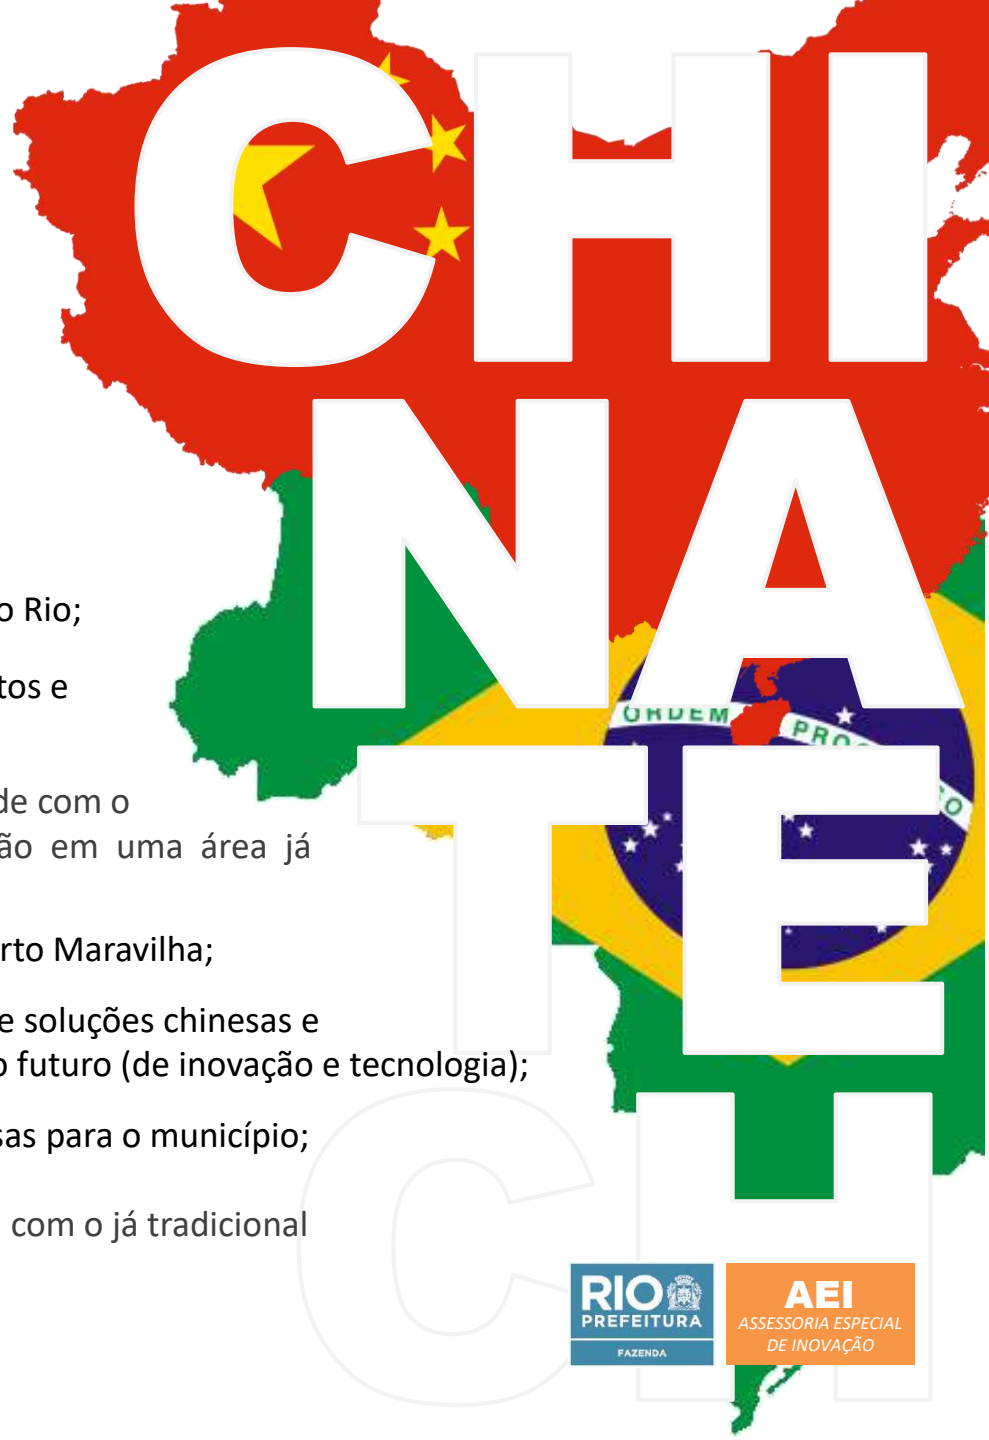 CHI
NA
TE
CH
o Rio;
tos e
de com o
ão em uma área já
rto Maravilha;
e soluções chinesas e
o futuro (de inovação e tecnologia);
sas para o município;
com o já tradicional
ORDEM
RIO
PREFEITURA
FAZENDA
AEI
ASSESSORIA ESPECIAL
DE INOVAÇÃO